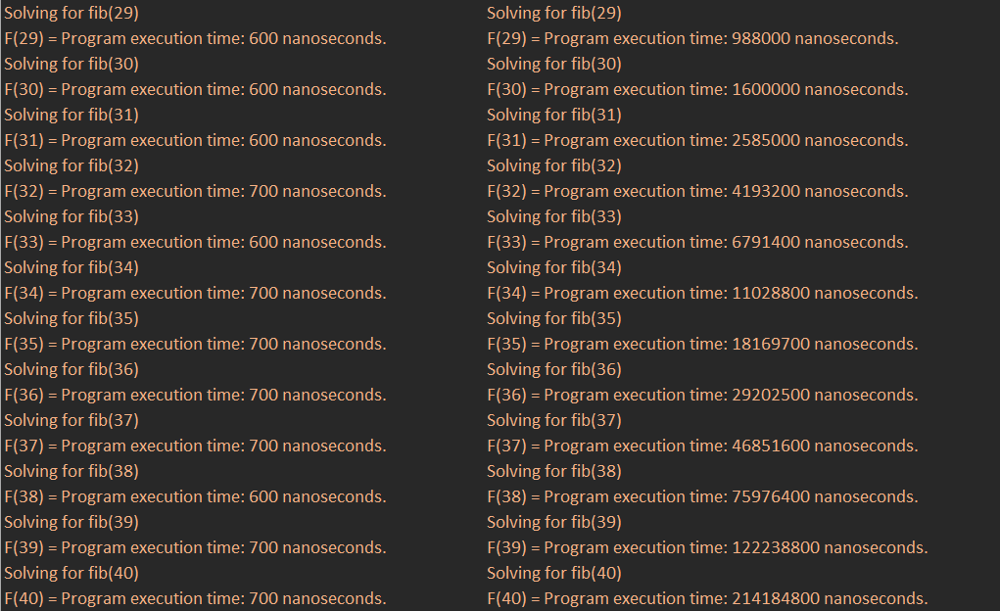 Solving for fib(29)
F(29) = Program execution time: 600 nanoseconds.
Solving for fib(30)
F(30) = Program execution time: 600 nanoseconds.
Solving for fib(31)
F(31) = Program execution time: 600 nanoseconds.
Solving for fib(32)
F(32) = Program execution time: 700 nanoseconds.
Solving for fib(33)
F(33) = Program execution time: 600 nanoseconds.
Solving for fib(34)
F(34) = Program execution time: 700 nanoseconds.
Solving for fib(35)
F(35) = Program execution time: 700 nanoseconds.
Solving for fib(36)
F(36) = Program execution time: 700 nanoseconds.
Solving for fib(37)
F(37) = Program execution time: 700 nanoseconds.
Solving for fib(38)
F(38) = Program execution time: 600 nanoseconds.
Solving for fib(39)
F(39) = Program execution time: 700 nanoseconds.
Solving for fib(40)
F(40) = Program execution time: 700 nanoseconds.
Solving for fib(29)
F(29) = Program execution time: 988000 nanoseconds.
Solving for fib(30)
F(30) = Program execution time: 1600000 nanoseconds.
Solving for fib(31)
F(31) = Program execution time: 2585000 nanoseconds.
Solving for fib(32)
F(32) = Program execution time: 4193200 nanoseconds.
Solving for fib(33)
F(33) = Program execution time: 6791400 nanoseconds.
Solving for fib(34)
F(34) = Program execution time: 11028800 nanoseconds.
Solving for fib(35)
F(35) = Program execution time: 18169700 nanoseconds.
Solving for fib(36)
F(36) = Program execution time: 29202500 nanoseconds.
Solving for fib(37)
F(37) = Program execution time: 46851600 nanoseconds.
Solving for fib(38)
F(38) = Program execution time: 75976400 nanoseconds.
Solving for fib(39)
F(39) = Program execution time: 122238800 nanoseconds.
Solving for fib(40)
F(40) = Program execution time: 214184800 nanoseconds.